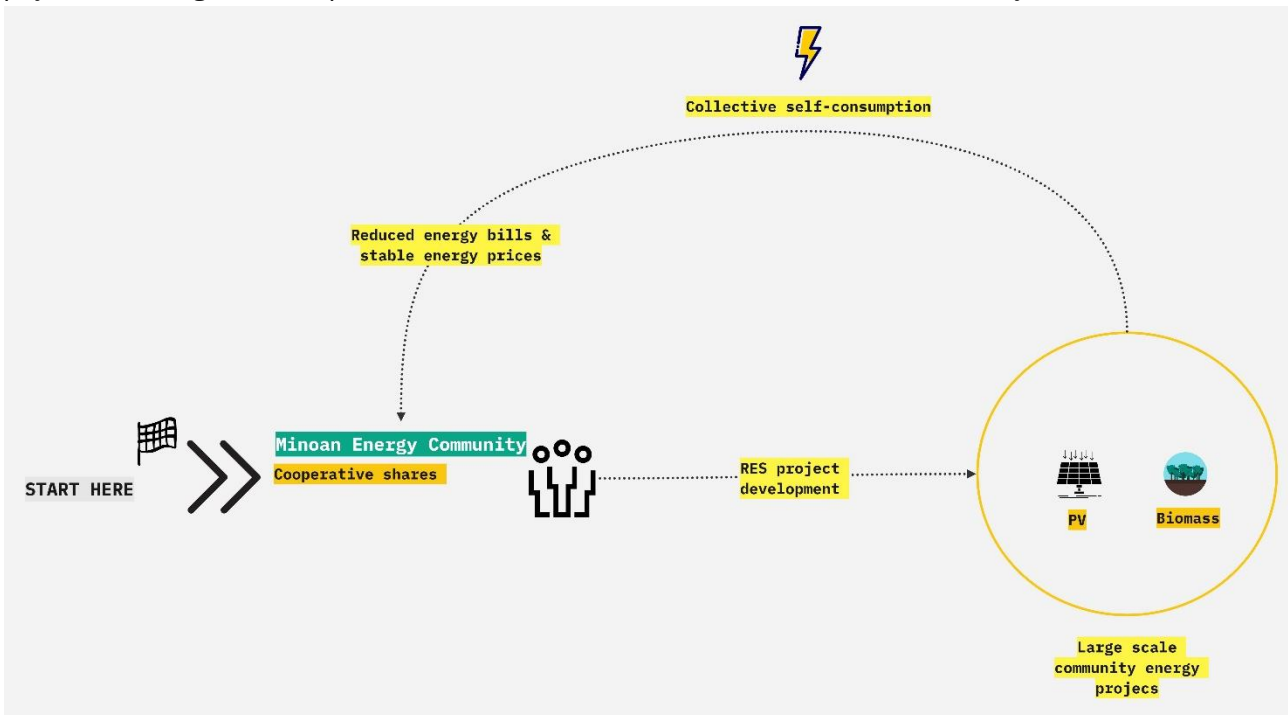 Collective self-consumption
Reduced energy bills &
stable energy prices
START HERE
Minoan Energy Community
Cooperative shares
RES project
development
PV
Biomass
Large scale
community energy
projecs